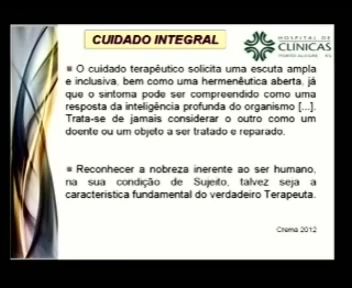 CUIDADO INTEGRAL
HOSPITAL DE
CLÍNICAS
PORTO ALEGRE RS
O cuidado terapêutico solicita uma escuta ampla
e inclusiva, bem como uma hermenêutica aberta, já
que o sintoma pode ser compreendido como uma
resposta da inteligência profunda do organismo [...].
Trata-se de jamais considerar o outro como um
doente ou um objeto a ser tratado e reparado.
Reconhecer a nobreza inerente ao ser humano,
na sua condição de Sujeito, talvez seja a
característica fundamental do verdadeiro Terapeuta.
Crema 2012